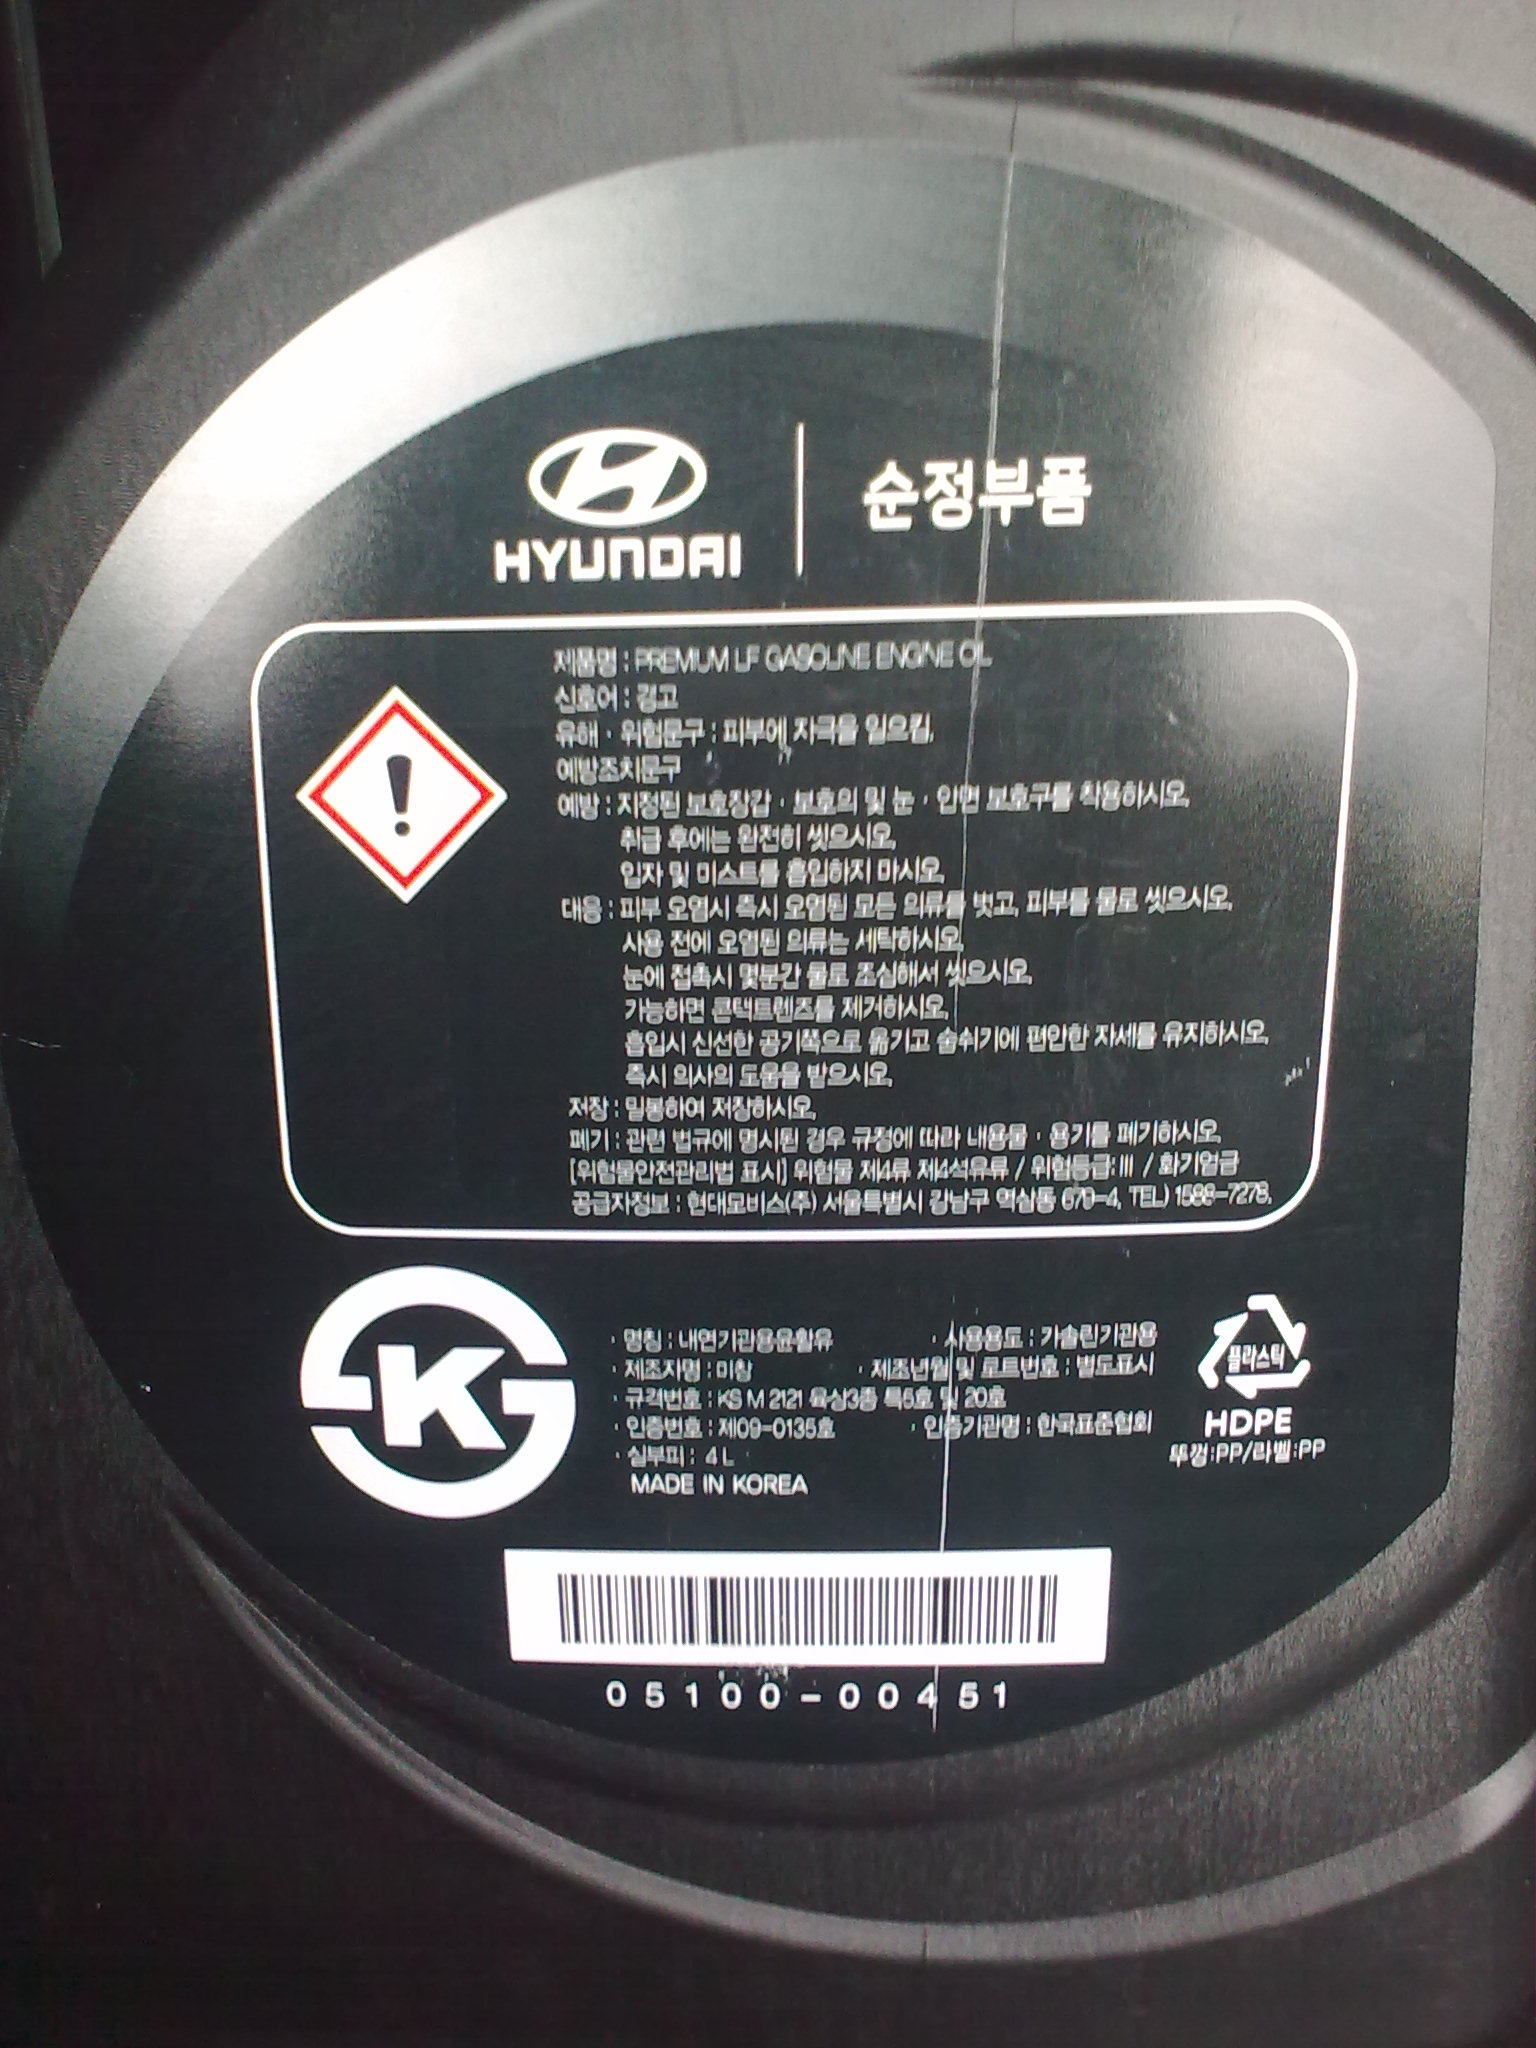 HYUNDAI
순정부품
제품명 : PREMIUM LF GASOLINE ENGINE OIL
신호어 : 경고
유해 · 위험문구 : 피부에 자극을 일으킴.
예방조치문구
예방 : 지정된 보호장갑 · 보호의 및 눈 · 안면 보호구를 착용하시오.
취급 후에는 완전히 씻으시오.
입자 및 미스트를 흡입하지 마시오.
대응 : 피부 오염시 즉시 오염된 모든 의류를 벗고, 피부를 물로 씻으시오.
사용 전에 오염된 의류는 세탁하시오.
눈에 접촉시 몇분간 물로 조심해서 씻으시오.
가능하면 콘택트렌즈를 제거하시오.
흡입시 신선한 공기쪽으로 옮기고 숨쉬기에 편안한 자세를 유지하시오.
즉시 의사의 도움을 받으시오.
저장 : 밀봉하여 저장하시오.
폐기 : 관련 법규에 명시된 경우 규정에 따라 내용물 · 용기를 폐기하시오.
[위험물안전관리법 표시] 위험물 제4류 제4석유류 / 위험등급: III / 화기엄금
공급자정보 : 현대모비스(주) 서울특별시 강남구 역삼동 679-4, TEL) 1588-7278,
K
· 명칭 : 내연기관용윤활유 · 사용용도 : 가솔린기관용
· 제조자명 : 미창 · 제조년월 및 로트번호 : 별도표시
· 규격번호 : KS M 2121 육상3종 특5호 및 20호
· 인증번호 : 제09-0135호 · 인증기관명 : 한국표준협회
· 실부피 : 4 L
MADE IN KOREA
플라스틱
HDPE
뚜껑:PP/라벨:PP
05100-00451